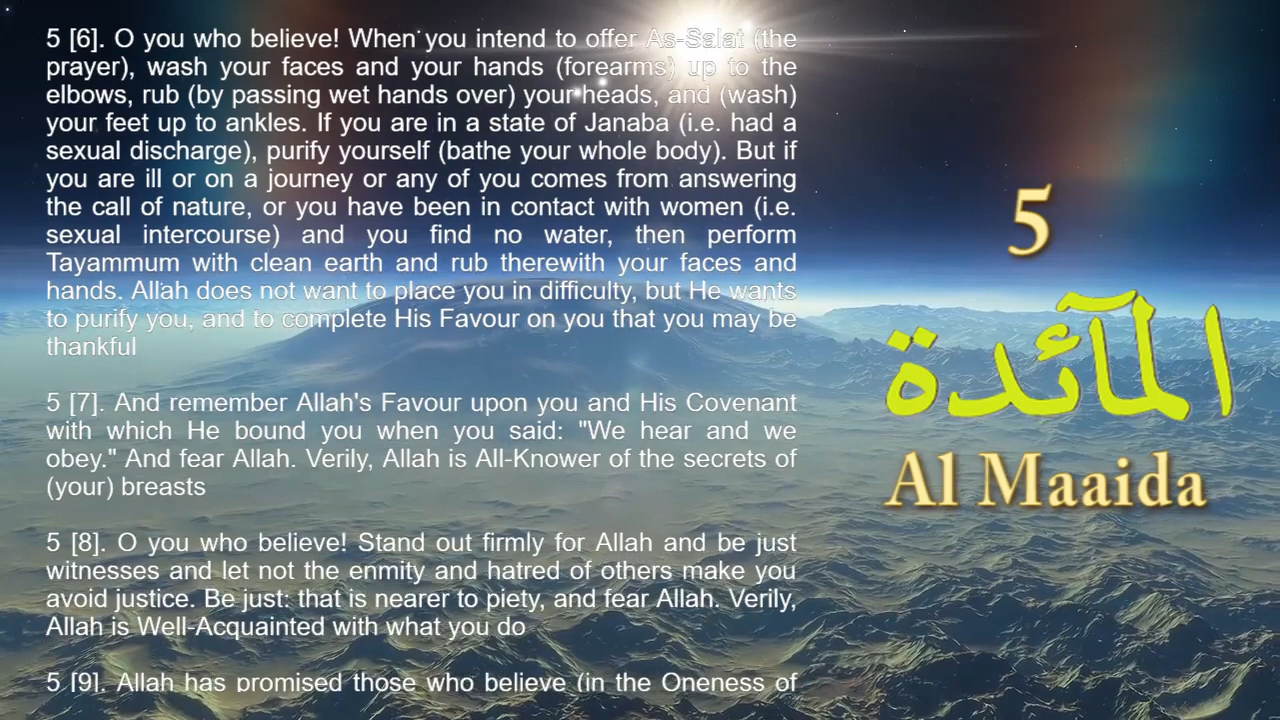 5 [6]. O you who believe! When you intend to offer As-Salat (the
prayer), wash your faces and your hands (forearms) up to the
elbows, rub (by passing wet hands over) your heads, and (wash)
your feet up to ankles. If you are in a state of Janaba (i.e. had a
sexual discharge), purify yourself (bathe your whole body). But if
you are ill or on a journey or any of you comes from answering
the call of nature, or you have been in contact with women (i.e.
sexual intercourse) and you find no water, then perform
Tayammum with clean earth and rub therewith your faces and
hands. Allah does not want to place you in difficulty, but He wants
to purify you, and to complete His Favour on you that you may be
thankful
5 [7]. And remember Allah's Favour upon you and His Covenant
with which He bound you when you said: "We hear and we
obey." And fear Allah. Verily, Allah is All-Knower of the secrets of
(your) breasts
5 [8]. O you who believe! Stand out firmly for Allah and be just
witnesses and let not the enmity and hatred of others make you
avoid justice. Be just: that is nearer to piety, and fear Allah. Verily,
Allah is Well-Acquainted with what you do
5 [9]. Allah has promised those who believe (in the Oneness of
5
المآئدة
Al Maaida